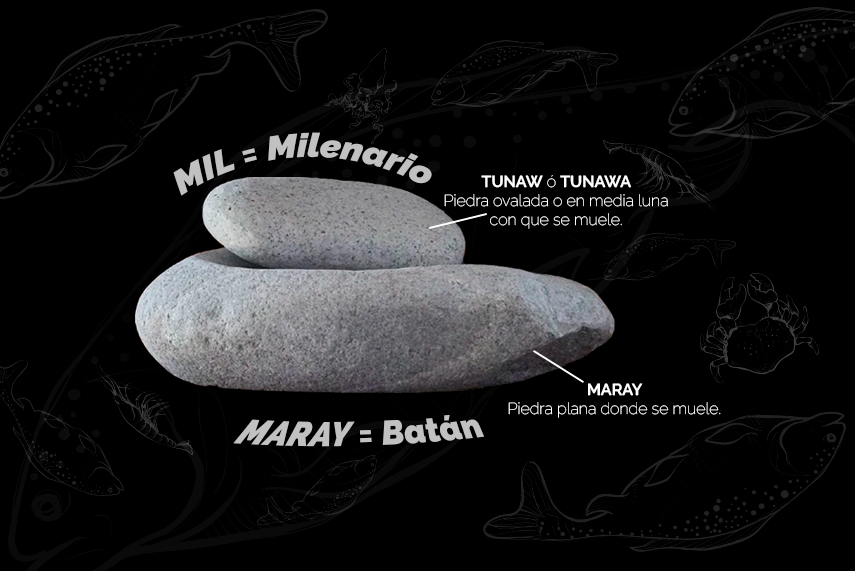 MIL = Milenario
TUNAW ó TUNAWA
Piedra ovalada o en media luna
con que se muele.
MARAY
Piedra plana donde se muele.
MARAY = Batán